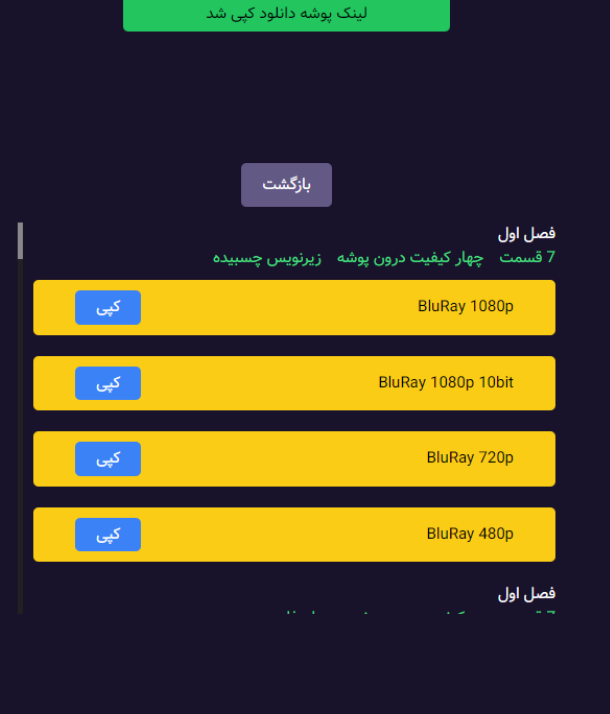 لینک پوشه دانلود کپی شد
بازگشت
فصل اول
7 قسمت چهار کیفیت درون پوشه زیرنویس چسبیده
BluRay 1080p کپی
BluRay 1080p 10bit کپی
BluRay 720p کپی
BluRay 480p کپی
فصل اول